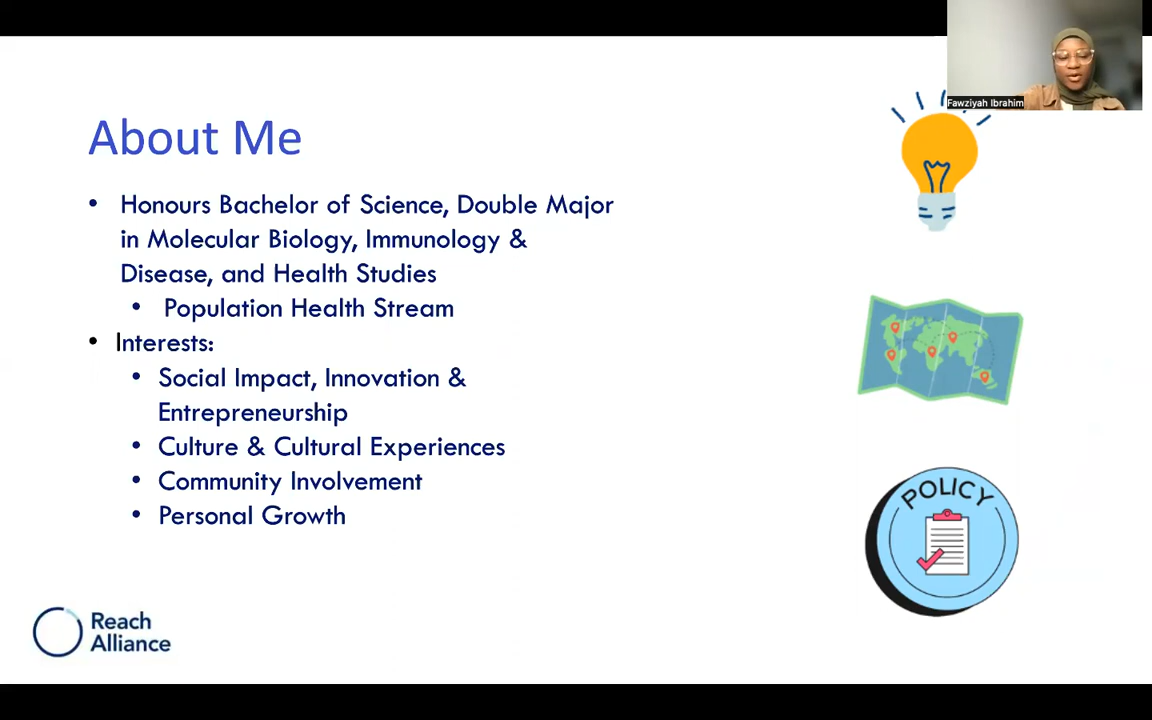 Fawziyah Ibrahim
About Me
• Honours Bachelor of Science, Double Major
in Molecular Biology, Immunology &
Disease, and Health Studies
• Population Health Stream
• Interests:
• Social Impact, Innovation &
Entrepreneurship
• Culture & Cultural Experiences
• Community Involvement
• Personal Growth
POLICY
Reach
Alliance